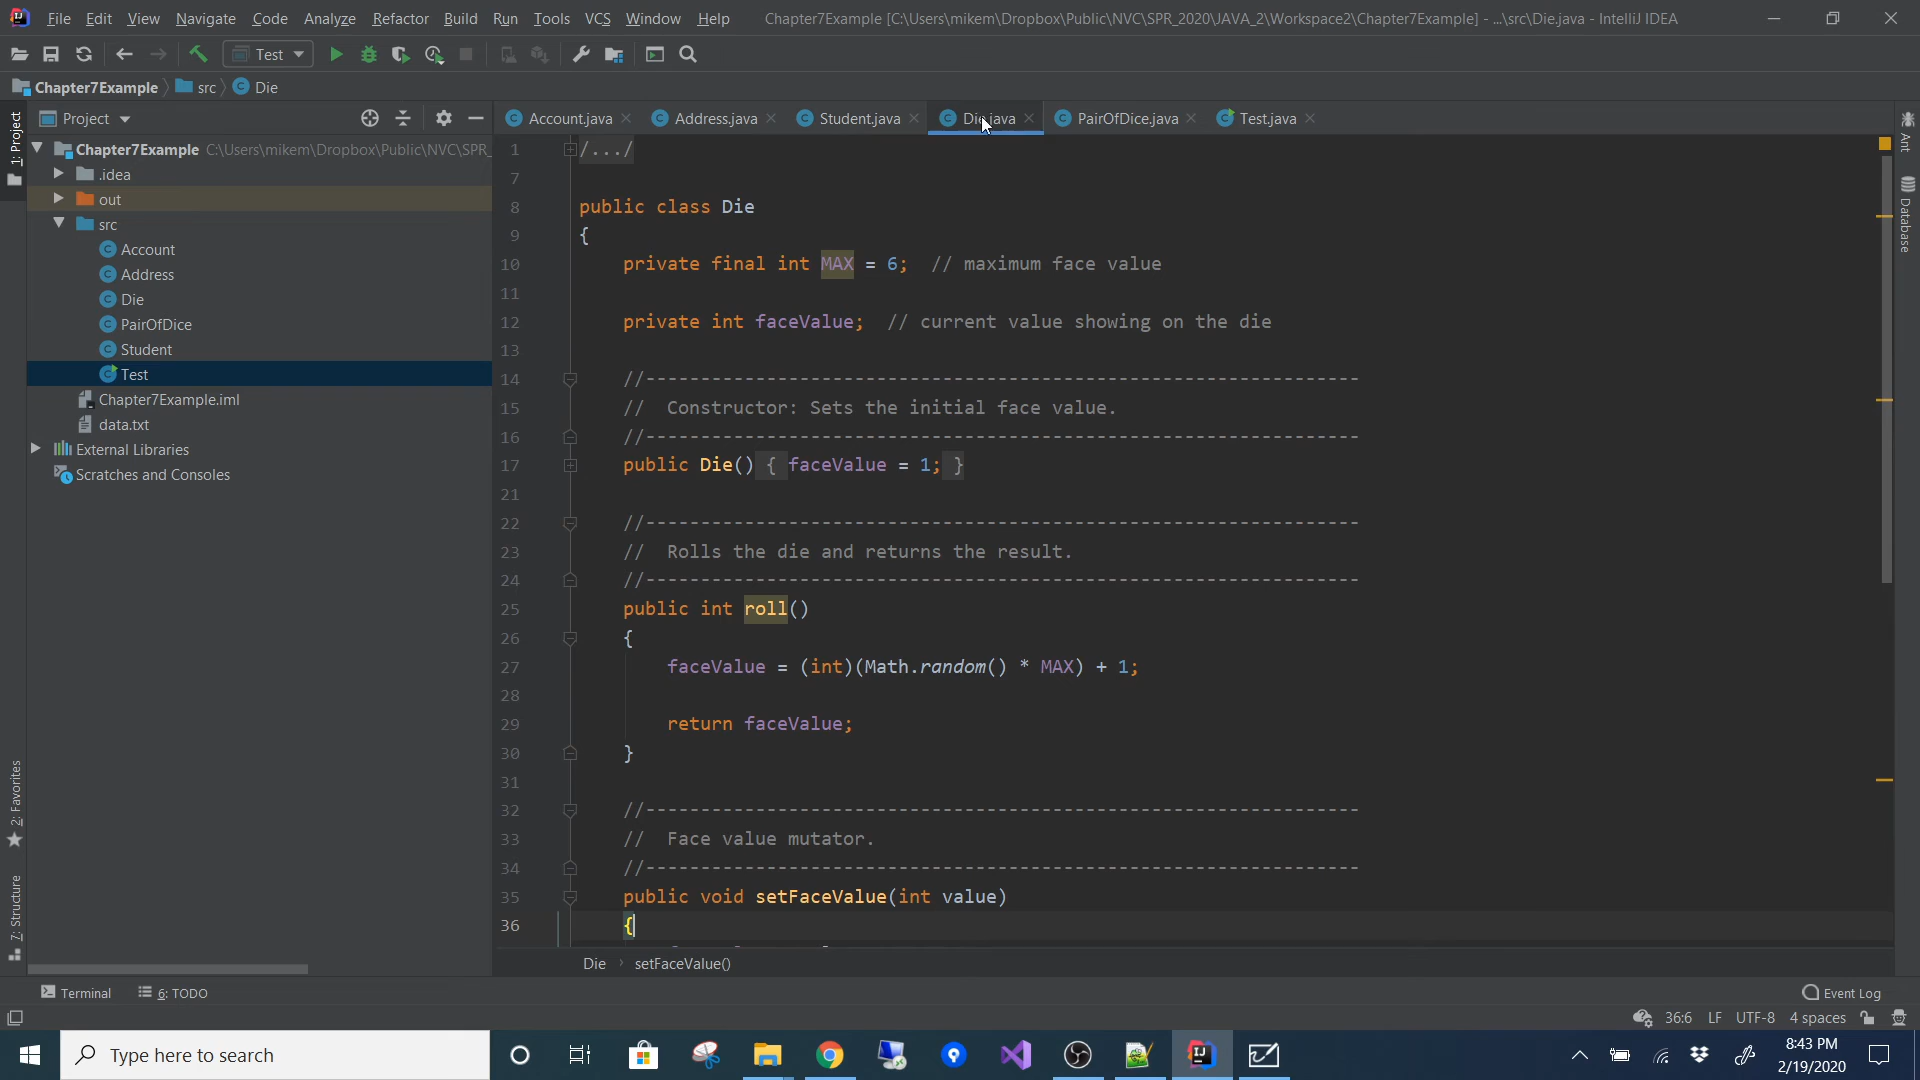 File Edit View Navigate Code Analyze Refactor Build Run Tools VCS Window Help Chapter7Example [C:\Users\mikem\Dropbox\Public\NVC\SPR_2020\JAVA_2\Workspace2\Chapter7Example] - ...\src\Die.java - IntelliJ IDEA
Test
Chapter7Example src Die
1: Project
Project
Account.java Address.java Student.java Die.java PairOfDice.java Test.java
Chapter7Example C:\Users\mikem\Dropbox\Public\NVC\SPR_
.idea
out
src
Account
Address
Die
PairOfDice
Student
Test
Chapter7Example.iml
data.txt
External Libraries
Scratches and Consoles
1 /.../
7
8 public class Die
9 {
10 private final int MAX = 6; // maximum face value
11
12 private int faceValue; // current value showing on the die
13
14 //-----------------------------------------------------------------
15 // Constructor: Sets the initial face value.
16 //-----------------------------------------------------------------
17 public Die() { faceValue = 1; }
21
22 //-----------------------------------------------------------------
23 // Rolls the die and returns the result.
24 //-----------------------------------------------------------------
25 public int roll()
26 {
27 faceValue = (int)(Math.random() * MAX) + 1;
28
29 return faceValue;
30 }
31
32 //-----------------------------------------------------------------
33 // Face value mutator.
34 //-----------------------------------------------------------------
35 public void setFaceValue(int value)
36 {
Die › setFaceValue()
Ant
Database
2: Favorites
7: Structure
Terminal 6: TODO Event Log
36:6 LF UTF-8 4 spaces
Type here to search
8:43 PM
2/19/2020